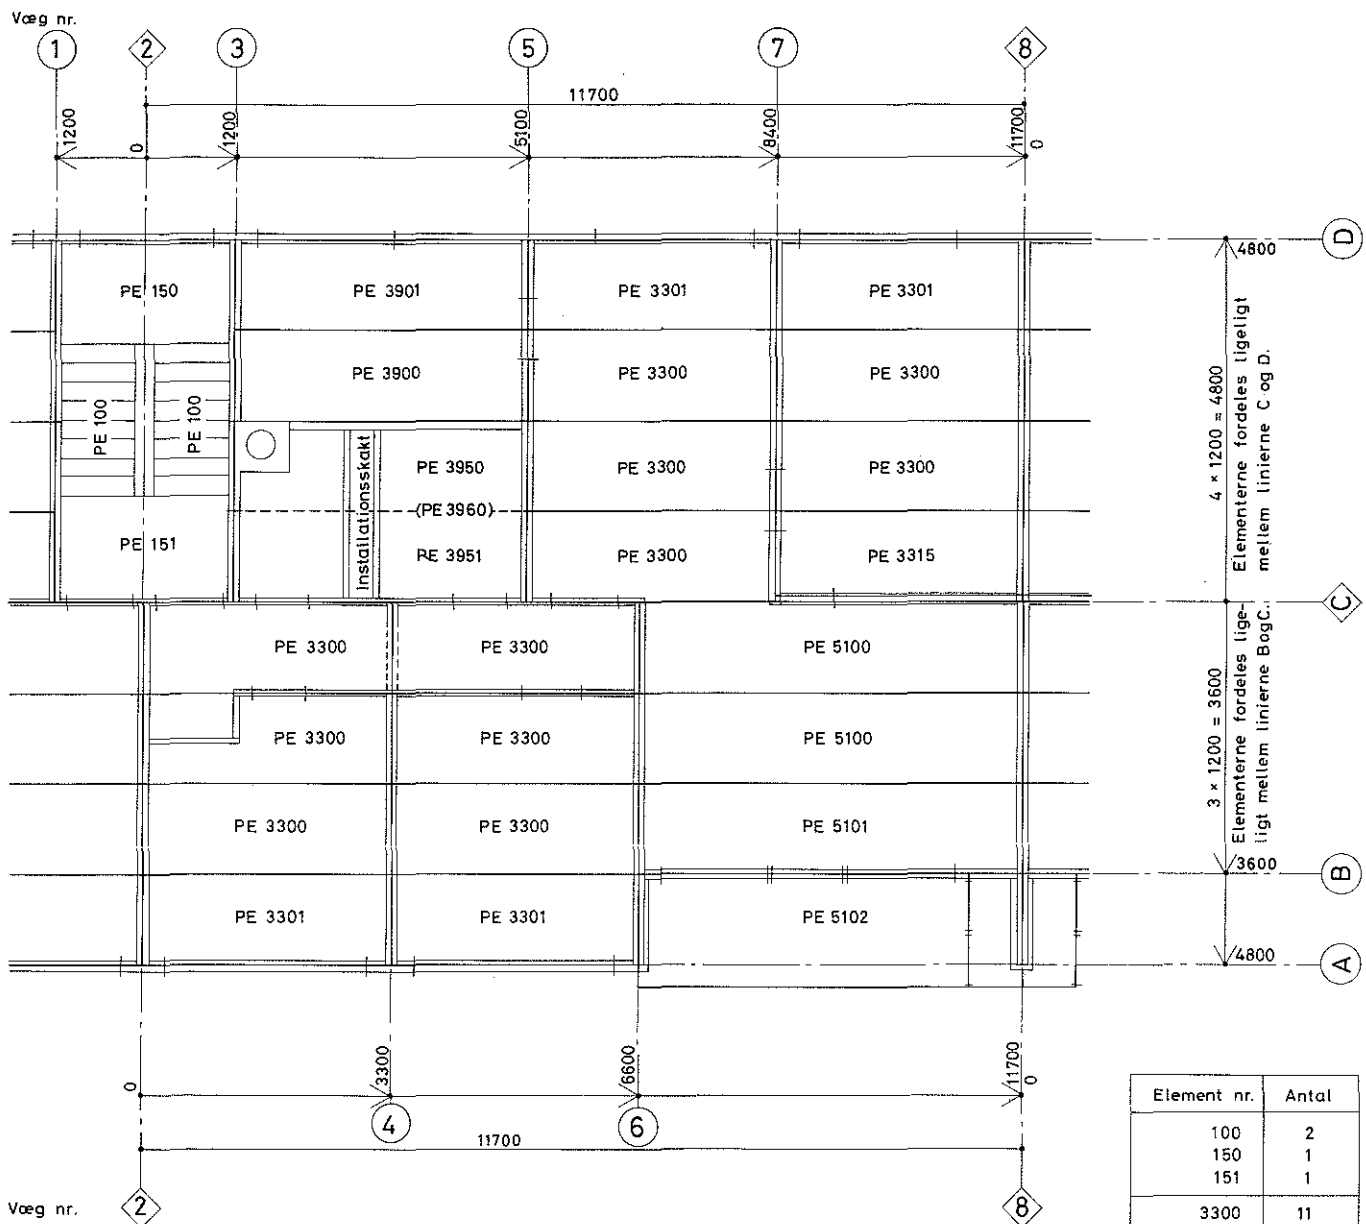 Væg nr.
1 2 3 5 7 8
11700
1200 0 1200 5100 8400 11700 0
D
4800
PE 150 PE 3901 PE 3301 PE 3301
PE 3900 PE 3300 PE 3300
PE 100 PE 100
Installationsskakt
PE 3950 PE 3300 PE 3300
(PE 3960)
PE 151 PE 3951 PE 3300 PE 3315
4 × 1200 = 4800
Elementerne fordeles ligeligt
mellem linierne C og D.
C
PE 3300 PE 3300 PE 5100
PE 3300 PE 3300 PE 5100
PE 3300 PE 3300 PE 5101
3 × 1200 = 3600
Elementerne fordeles lige-
ligt mellem linierne B og C.
3600
B
PE 3301 PE 3301 PE 5102
4800
A
0 3300 6600 11700 0
4 6
11700
Væg nr. 2 8
Element nr. Antal
100 2
150 1
151 1
3300 11